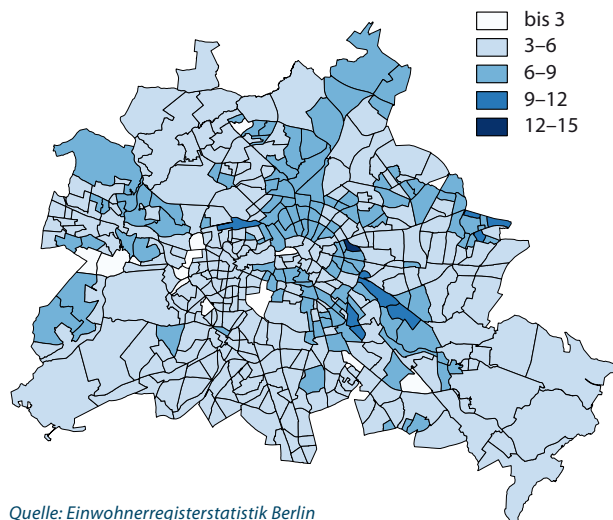 bis 3
3–6
6–9
9–12
12–15
Quelle: Einwohnerregisterstatistik Berlin